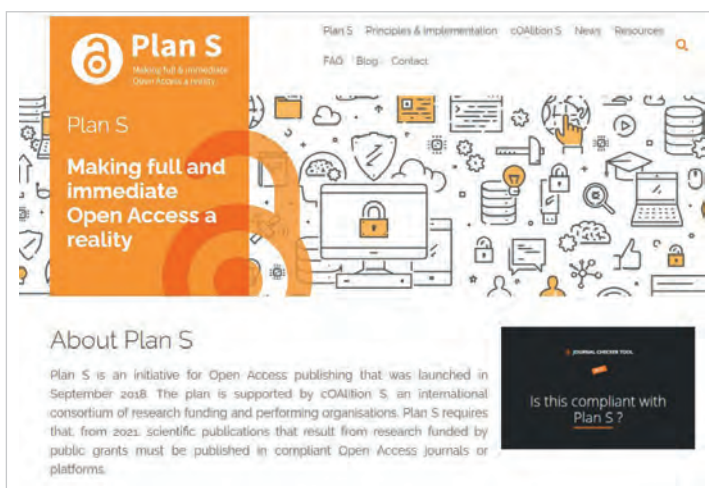 Plan S
Making full & immediate
Open Access a reality
Plan S Principles & Implementation cOAlition S News Resources
FAQ Blog Contact
Plan S
Making full and
immediate
Open Access a
reality
About Plan S
Plan S is an initiative for Open Access publishing that was launched in
September 2018. The plan is supported by cOAlition S, an international
consortium of research funding and performing organisations. Plan S requires
that, from 2021, scientific publications that result from research funded by
public grants must be published in compliant Open Access journals or
platforms.
JOURNAL CHECKER TOOL
Is this compliant with
Plan S ?